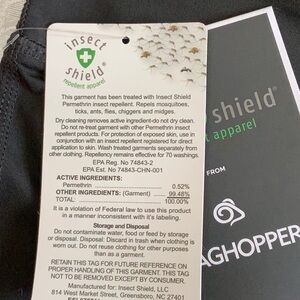 insect
shield
repellent apparel
This garment has been treated with Insect Shield
Permethrin insect repellent. Repels mosquitoes,
ticks, ants, flies, chiggers and midges.
Dry cleaning removes active ingredient-do not dry clean.
Do not re-treat garment with other Permethrin insect repellent
products. For protection of exposed skin, use in
conjunction with an insect repellent registered for direct
application to skin. Wash treated garments separately
from other clothing. Repellency remains effective for 70 washings.
EPA Reg. No 74843-2
EPA Est. No 74843-CHN-001
ACTIVE INGREDIENTS:
Permethrin 0.52%
OTHER INGREDIENTS: (Garment) 99.48%
TOTAL 100.00%
It is a violation of Federal law to use this product
in a manner inconsistent with it's labeling.
Storage and Disposal
Do not contaminate water, food or feed by storage
or disposal. Disposal: Discard in trash when clothing is
worn out. Do not reuse clothing for other purposes
than as a garment.
RETAIN THIS TAG FOR FUTURE REFERENCE ON
PROPER HANDLING OF THIS GARMENT. THIS TAG
NOT TO BE REMOVED EXCEPT BY CONSUMER.
Manufactured for: Insect Shield, LLC
814 West Market Street, Greensboro, NC 27401
shield®
apparel
FROM
AGHOPPER